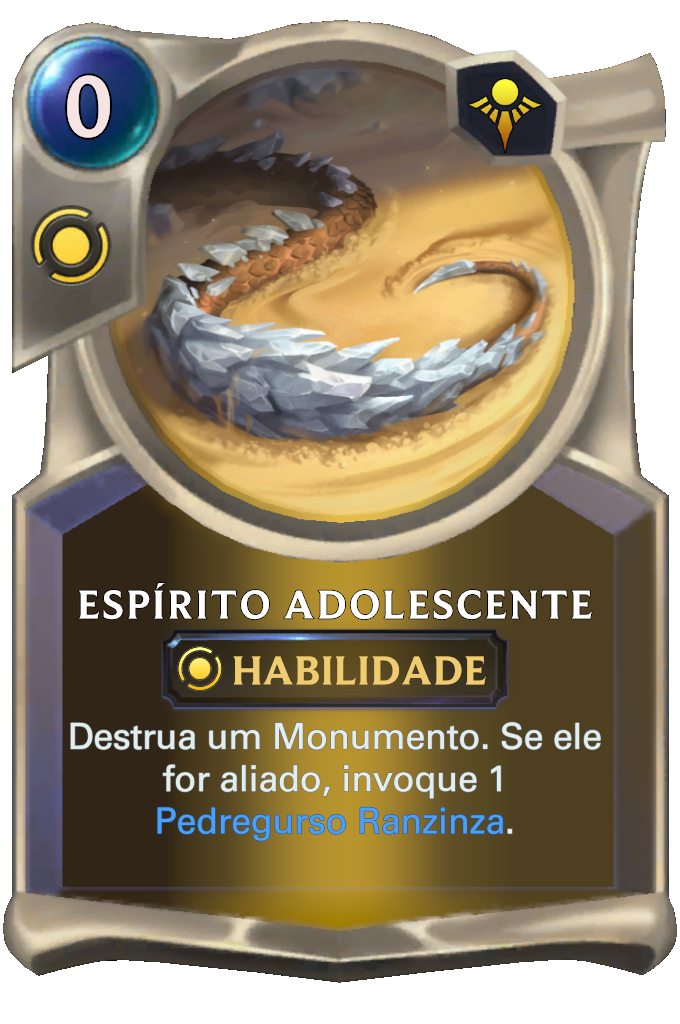 0
ESPÍRITO ADOLESCENTE
HABILIDADE
Destrua um Monumento. Se ele
for aliado, invoque 1
Pedregurso Ranzinza.